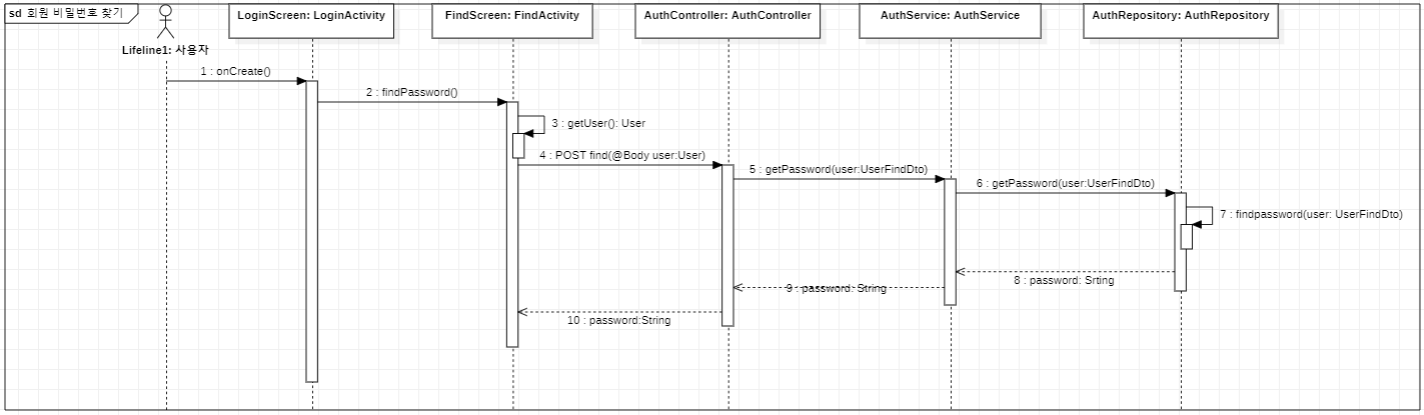 sd 회원 비밀번호 찾기
Lifeline1: 사용자
LoginScreen: LoginActivity
FindScreen: FindActivity
AuthController: AuthController
AuthService: AuthService
AuthRepository: AuthRepository
1 : onCreate()
2 : findPassword()
3 : getUser(): User
4 : POST find(@Body user:User)
5 : getPassword(user:UserFindDto)
6 : getPassword(user:UserFindDto)
7 : findpassword(user: UserFindDto)
8 : password: Srting
9 : password: String
10 : password:String